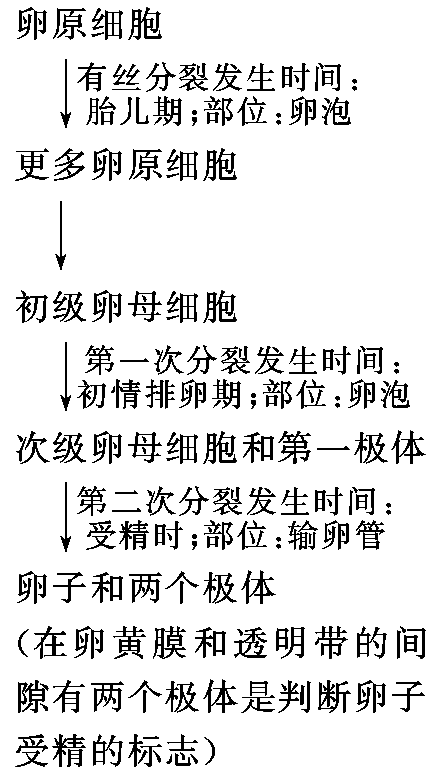 卵原细胞
有丝分裂发生时间:
胎儿期;部位:卵泡
更多卵原细胞
初级卵母细胞
第一次分裂发生时间:
初情排卵期;部位:卵泡
次级卵母细胞和第一极体
第二次分裂发生时间:
受精时;部位:输卵管
卵子和两个极体
(在卵黄膜和透明带的间
隙有两个极体是判断卵子
受精的标志)